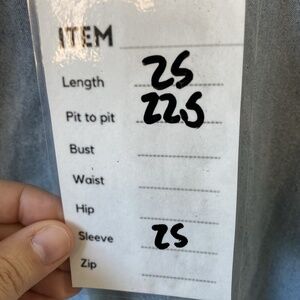 ITEM
Length 25
Pit to pit 22.5
Bust
Waist
Hip
Sleeve 25
Zip